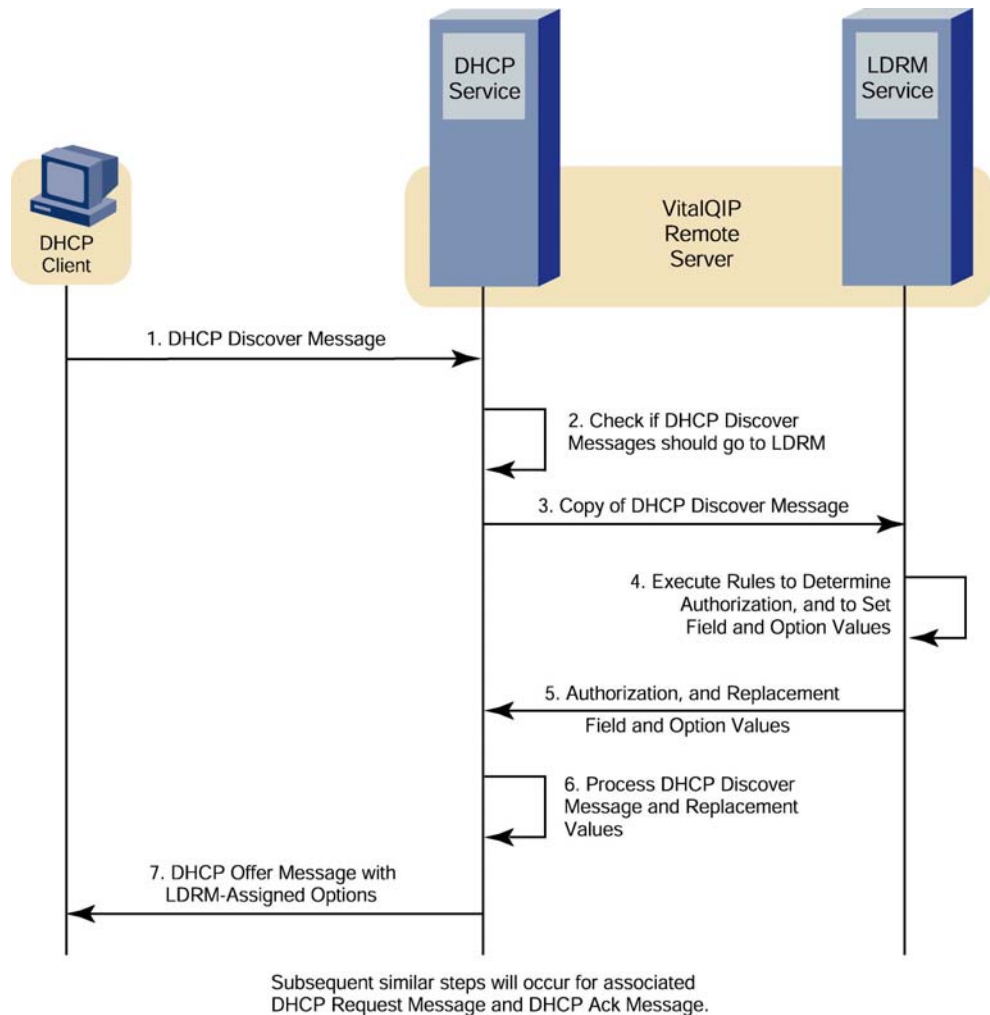 DHCP
Service
LDRM
Service
VitalQIP
Remote
Server
DHCP
Client
1. DHCP Discover Message
2. Check if DHCP Discover
Messages should go to LDRM
3. Copy of DHCP Discover Message
4. Execute Rules to Determine
Authorization, and to Set
Field and Option Values
5. Authorization, and Replacement
Field and Option Values
6. Process DHCP Discover
Message and Replacement
Values
7. DHCP Offer Message with
LDRM-Assigned Options
Subsequent similar steps will occur for associated
DHCP Request Message and DHCP Ack Message.